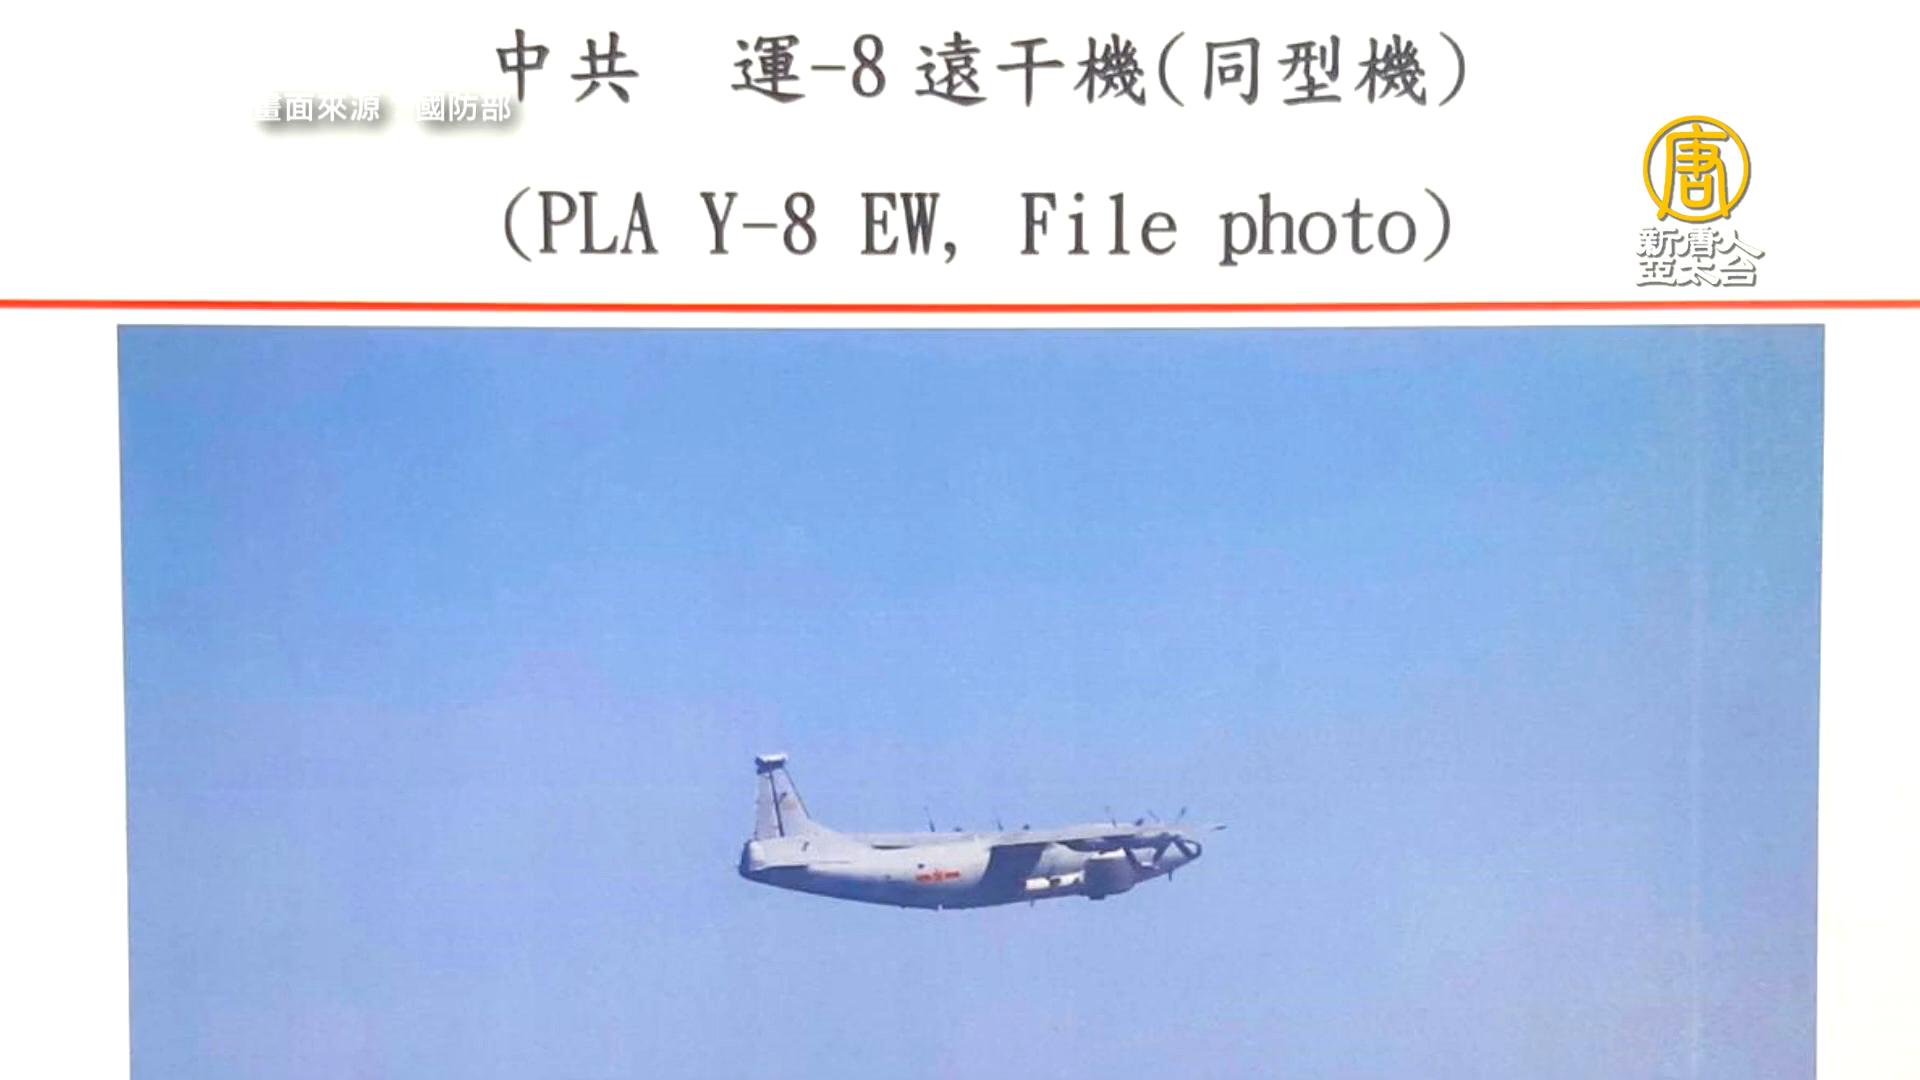 中共 運-8遠干機(同型機)
畫面來源：國防部
(PLA Y-8 EW, File photo)
唐
新唐人
亞太台